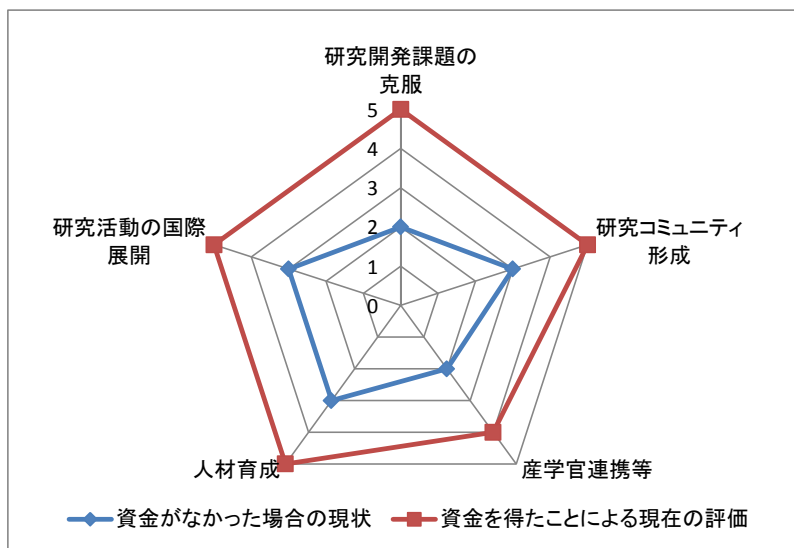 研究開発課題の
克服
5
4
3
2
1
0
研究コミュニティ
形成
産学官連携等
人材育成
研究活動の国際
展開
資金がなかった場合の現状
資金を得たことによる現在の評価